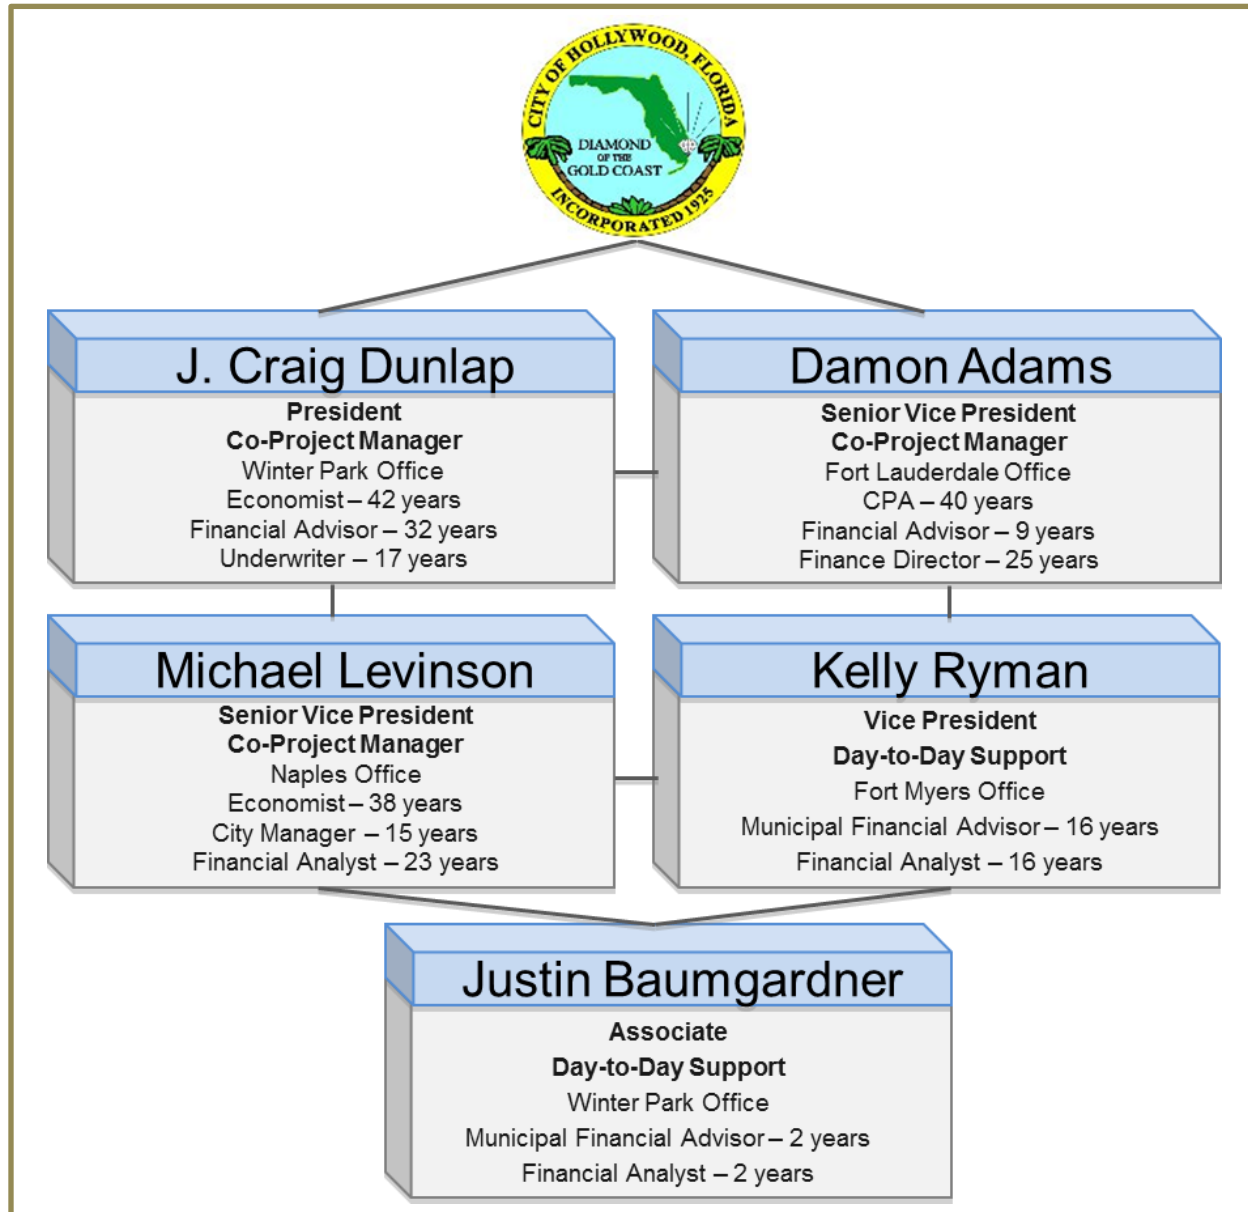 CITY OF HOLLYWOOD, FLORIDA
DIAMOND
OF THE
GOLD COAST
INCORPORATED 1925
J. Craig Dunlap
President
Co-Project Manager
Winter Park Office
Economist – 42 years
Financial Advisor – 32 years
Underwriter – 17 years
Damon Adams
Senior Vice President
Co-Project Manager
Fort Lauderdale Office
CPA – 40 years
Financial Advisor – 9 years
Finance Director – 25 years
Michael Levinson
Senior Vice President
Co-Project Manager
Naples Office
Economist – 38 years
City Manager – 15 years
Financial Analyst – 23 years
Kelly Ryman
Vice President
Day-to-Day Support
Fort Myers Office
Municipal Financial Advisor – 16 years
Financial Analyst – 16 years
Justin Baumgardner
Associate
Day-to-Day Support
Winter Park Office
Municipal Financial Advisor – 2 years
Financial Analyst – 2 years